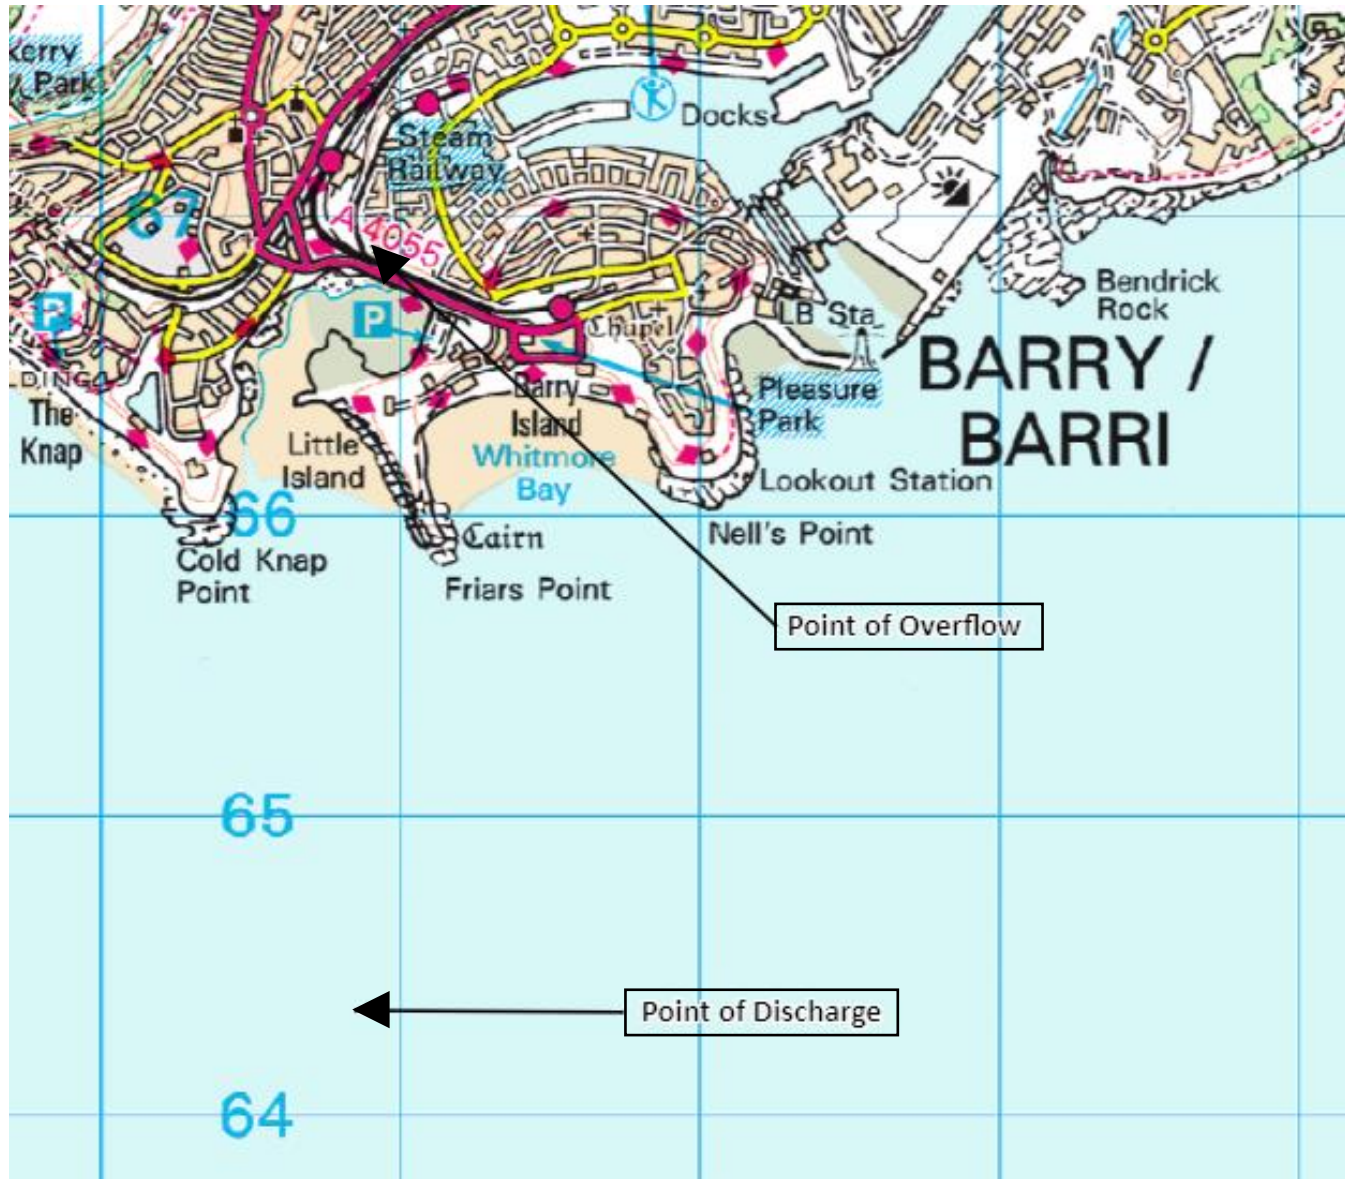 kerry
y Park
Steam
Railway
Docks
67
A 4055
P
P
Bendrick
Rock
LB Sta
Chapel
BARRY /
BARRI
Pleasure
Park
Barry
Island
The
Knap
Little
Island
Whitmore
Bay
Lookout Station
66
Cairn
Nell's Point
Cold Knap
Point
Friars Point
Point of Overflow
65
Point of Discharge
64